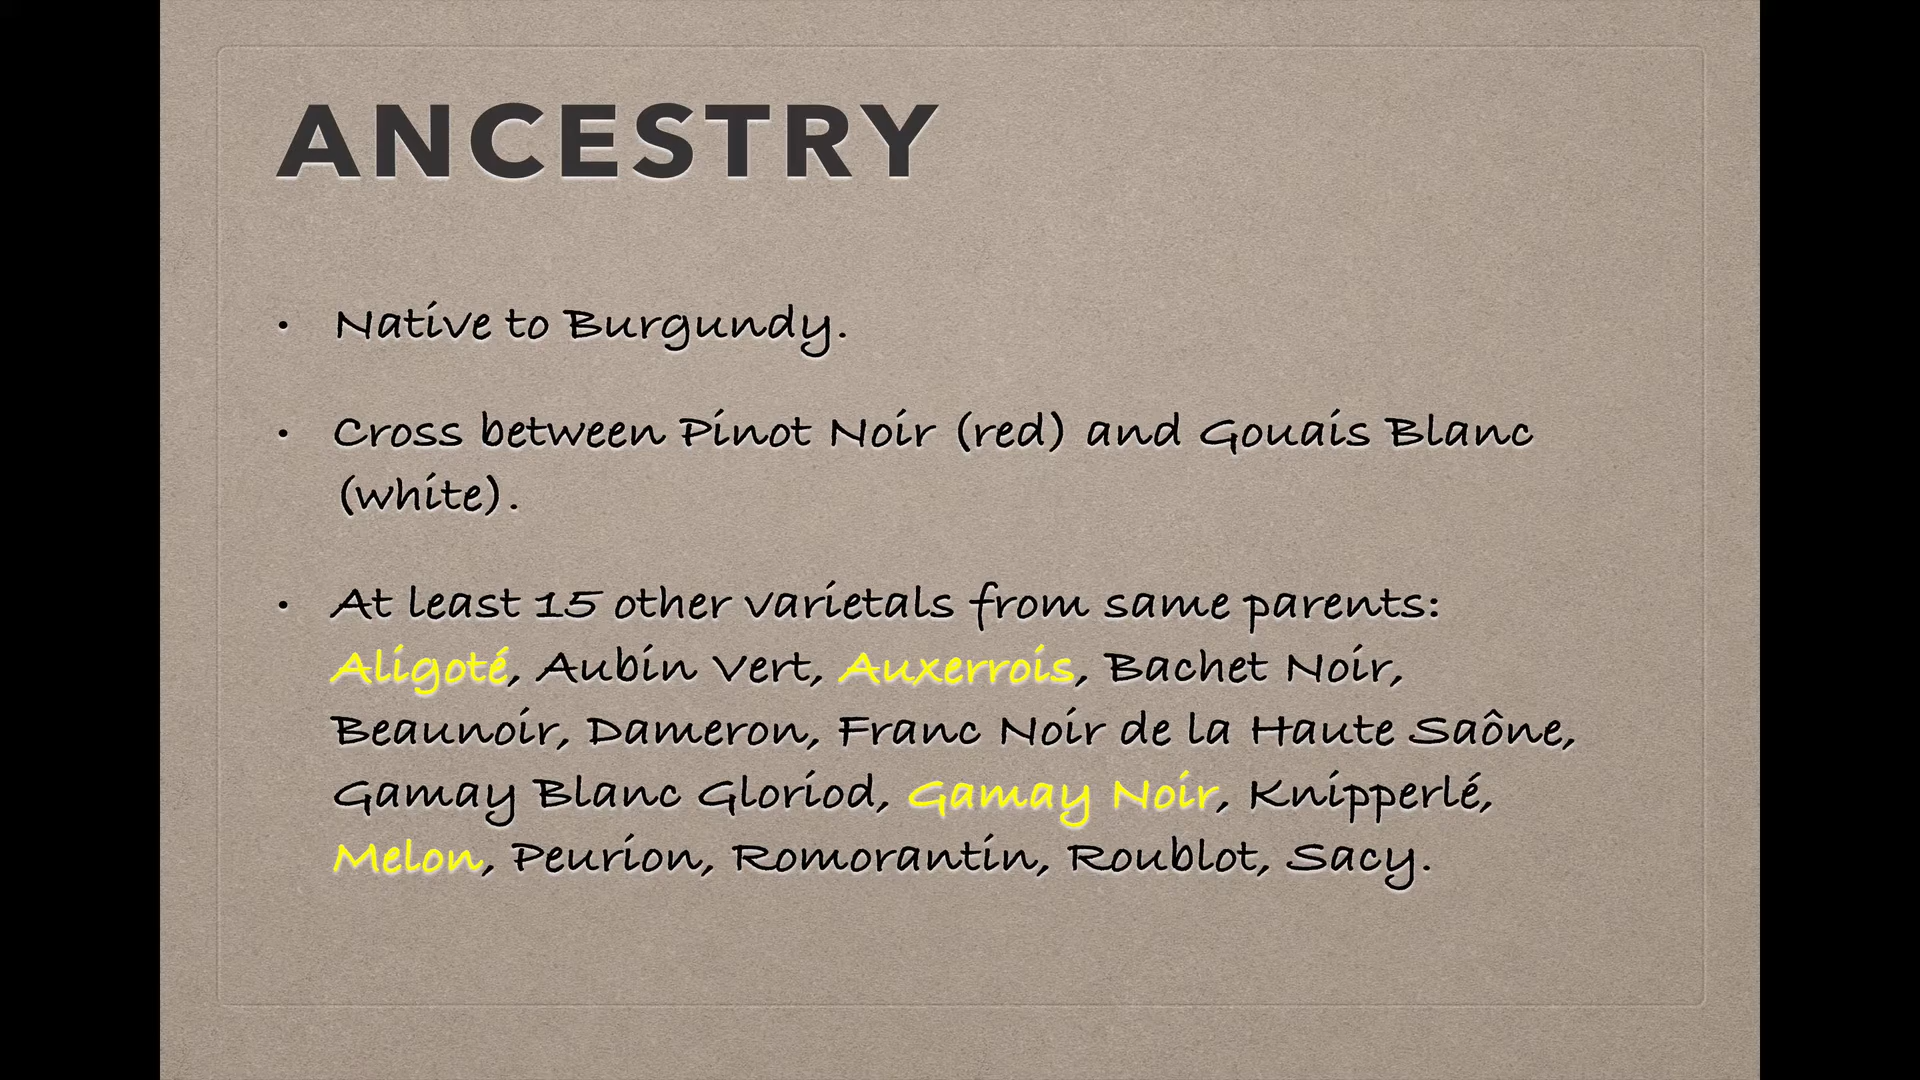 ANCESTRY
• Native to Burgundy.
• Cross between Pinot Noir (red) and Gouais Blanc
(white).
• At least 15 other varietals from same parents:
Aligoté, Aubin Vert, Auxerrois, Bachet Noir,
Beaunoir, Dameron, Franc Noir de la Haute Saône,
Gamay Blanc Gloriod, Gamay Noir, Knipperlé,
Melon, Peurion, Romorantin, Roublot, Sacy.